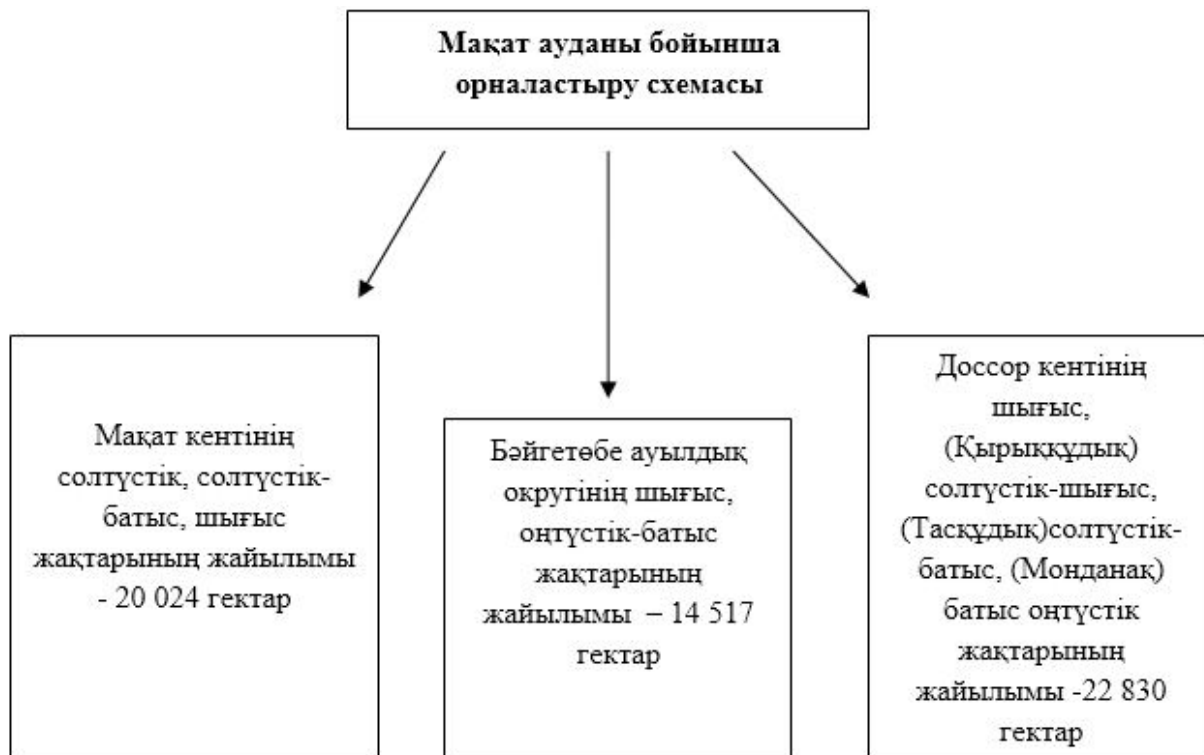 Мақат ауданы бойынша
орналастыру схемасы
Мақат кентінің
солтүстік, солтүстік-
батыс, шығыс
жақтарының жайылымы
- 20 024 гектар
Бәйгетөбе ауылдық
округінің шығыс,
оңтүстік-батыс
жақтарының
жайылымы – 14 517
гектар
Доссор кентінің
шығыс,
(Қырыққұдық)
солтүстік-шығыс,
(Тасқұдық)солтүстік-
батыс, (Монданақ)
батыс оңтүстік
жақтарының
жайылымы -22 830
гектар